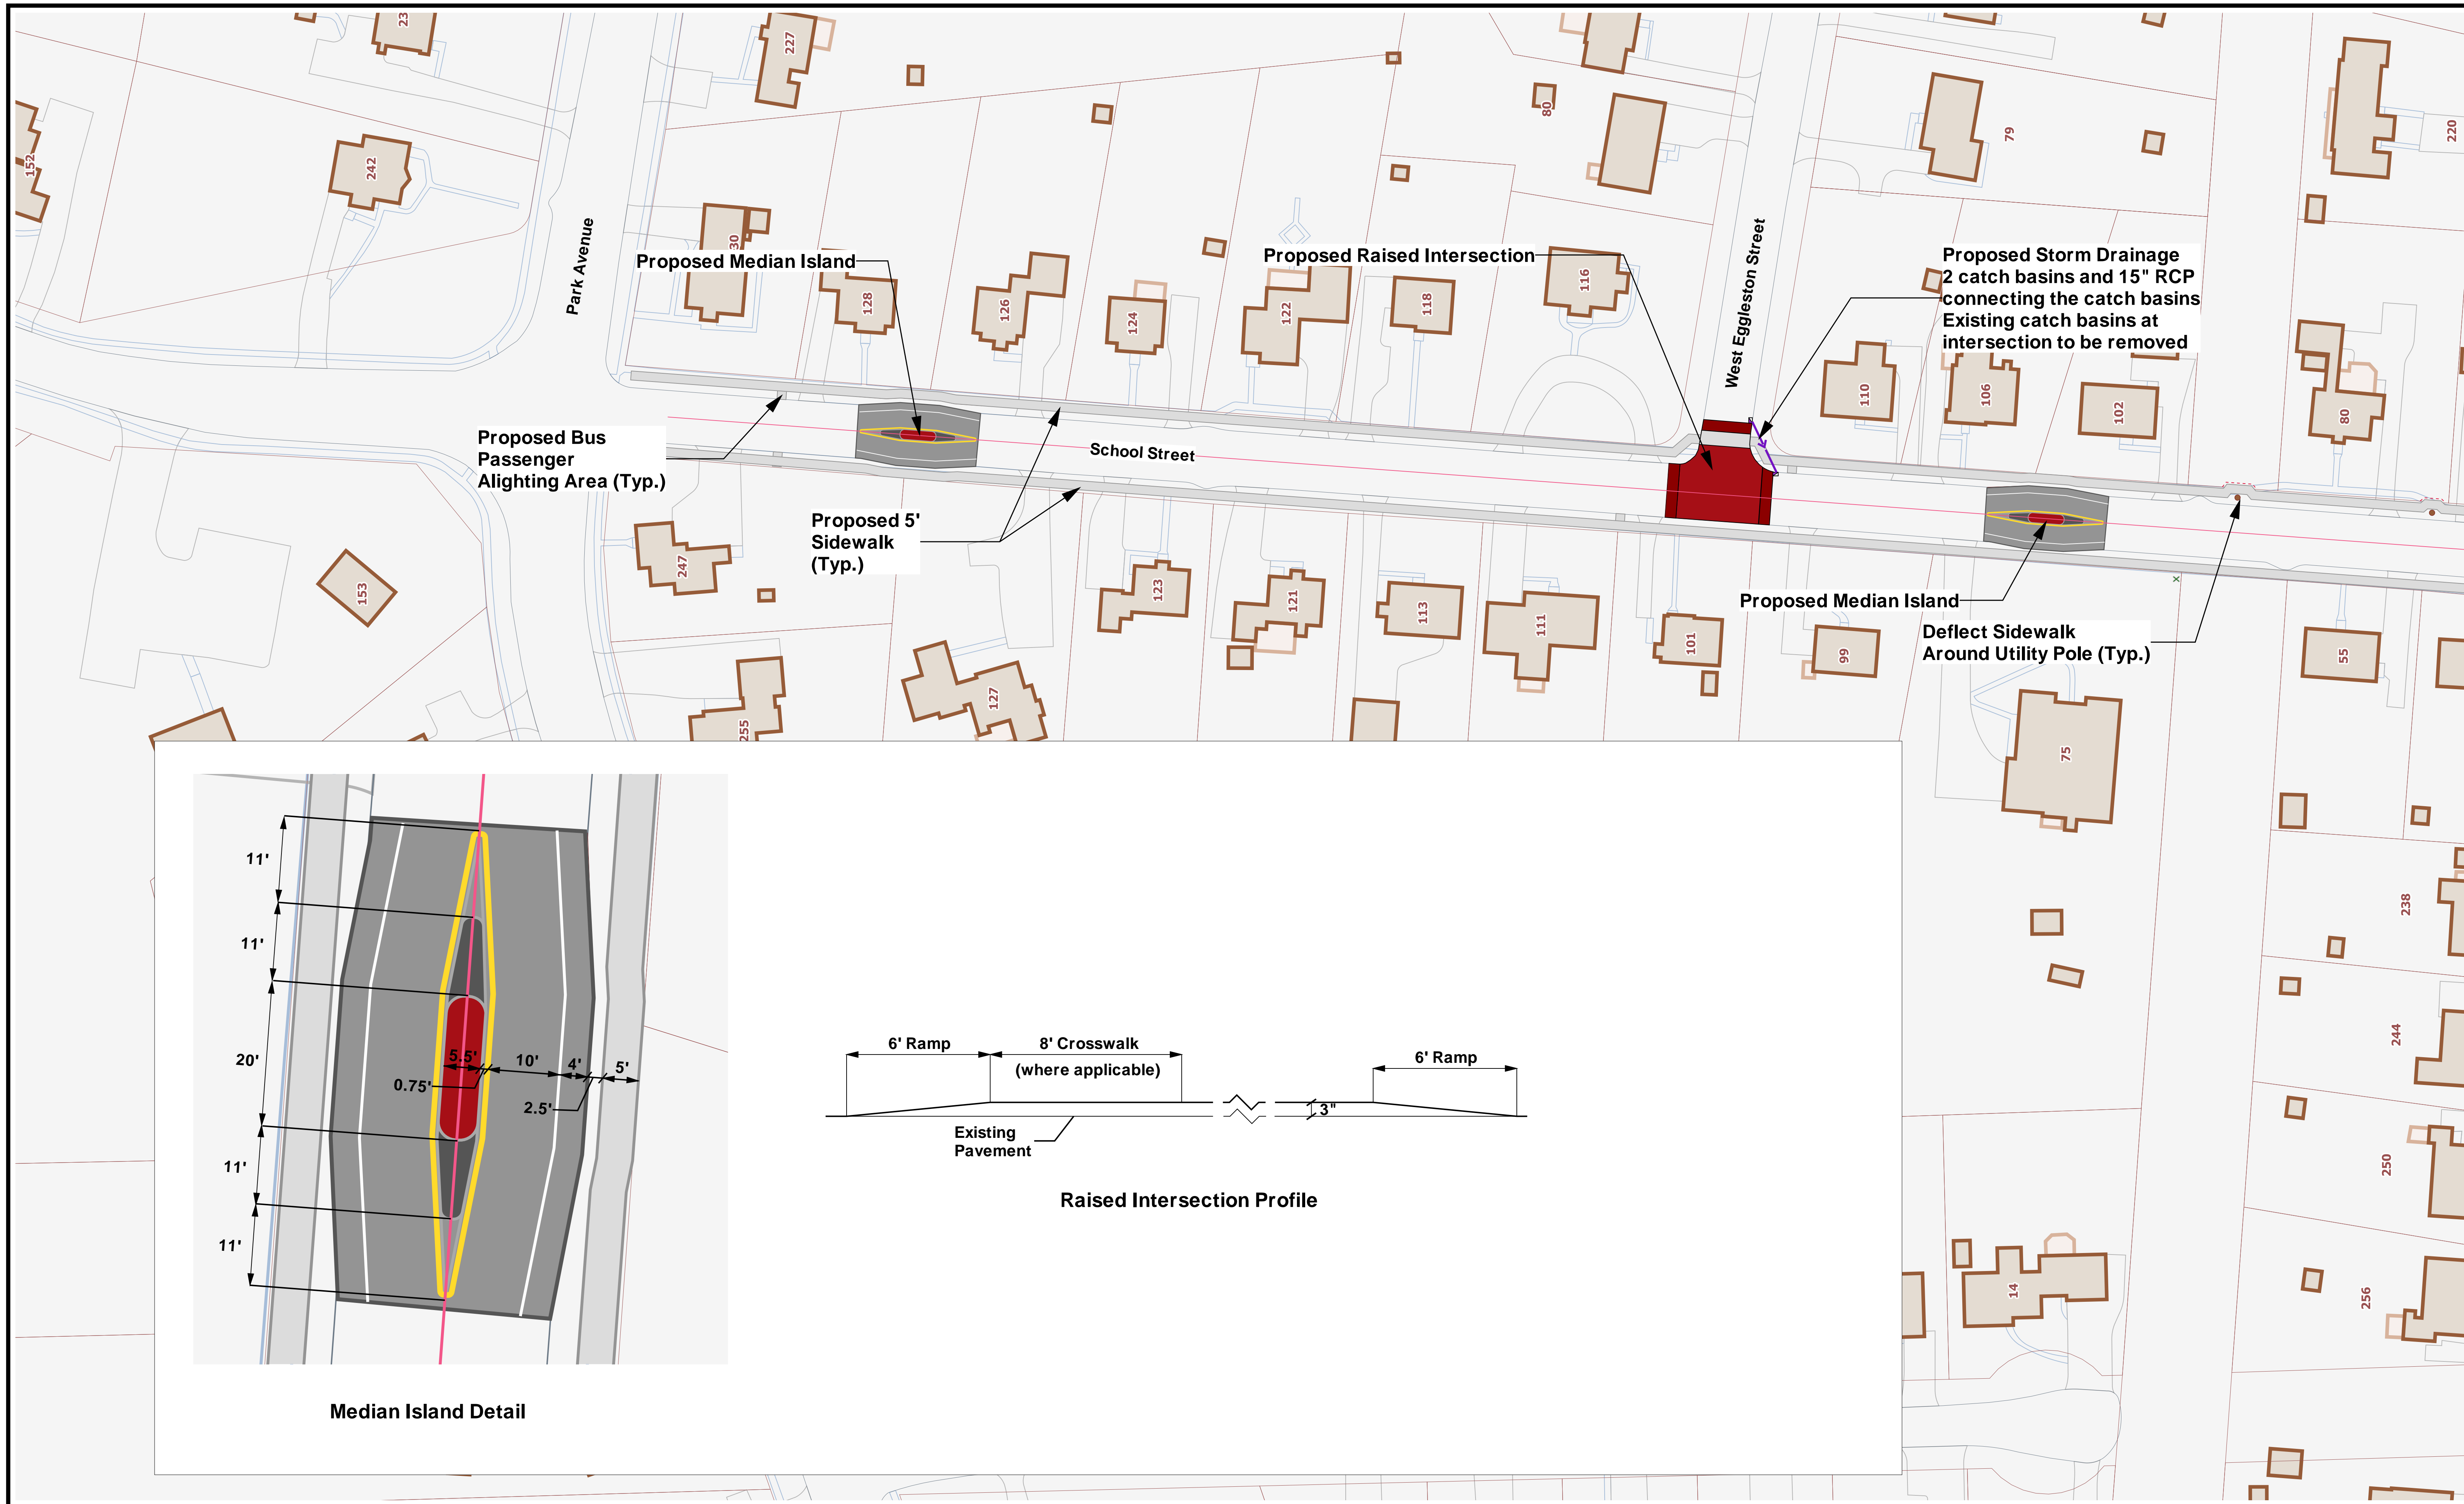 23
227
152
242
80
79
220
Park Avenue
30
Proposed Median Island
128
126
124
122
118
Proposed Raised Intersection
116
West Eggleston Street
Proposed Storm Drainage
2 catch basins and 15" RCP
connecting the catch basins
Existing catch basins at
intersection to be removed
110
106
102
80
Proposed Bus
Passenger
Alighting Area (Typ.)
School Street
Proposed 5'
Sidewalk
(Typ.)
153
247
123
121
113
111
101
99
Proposed Median Island
Deflect Sidewalk
Around Utility Pole (Typ.)
55
255
127
75
238
244
250
256
14
11'
11'
20'
11'
11'
5.5'
10'
4'
5'
0.75'
2.5'
Median Island Detail
6' Ramp
8' Crosswalk
(where applicable)
6' Ramp
3"
Existing
Pavement
Raised Intersection Profile